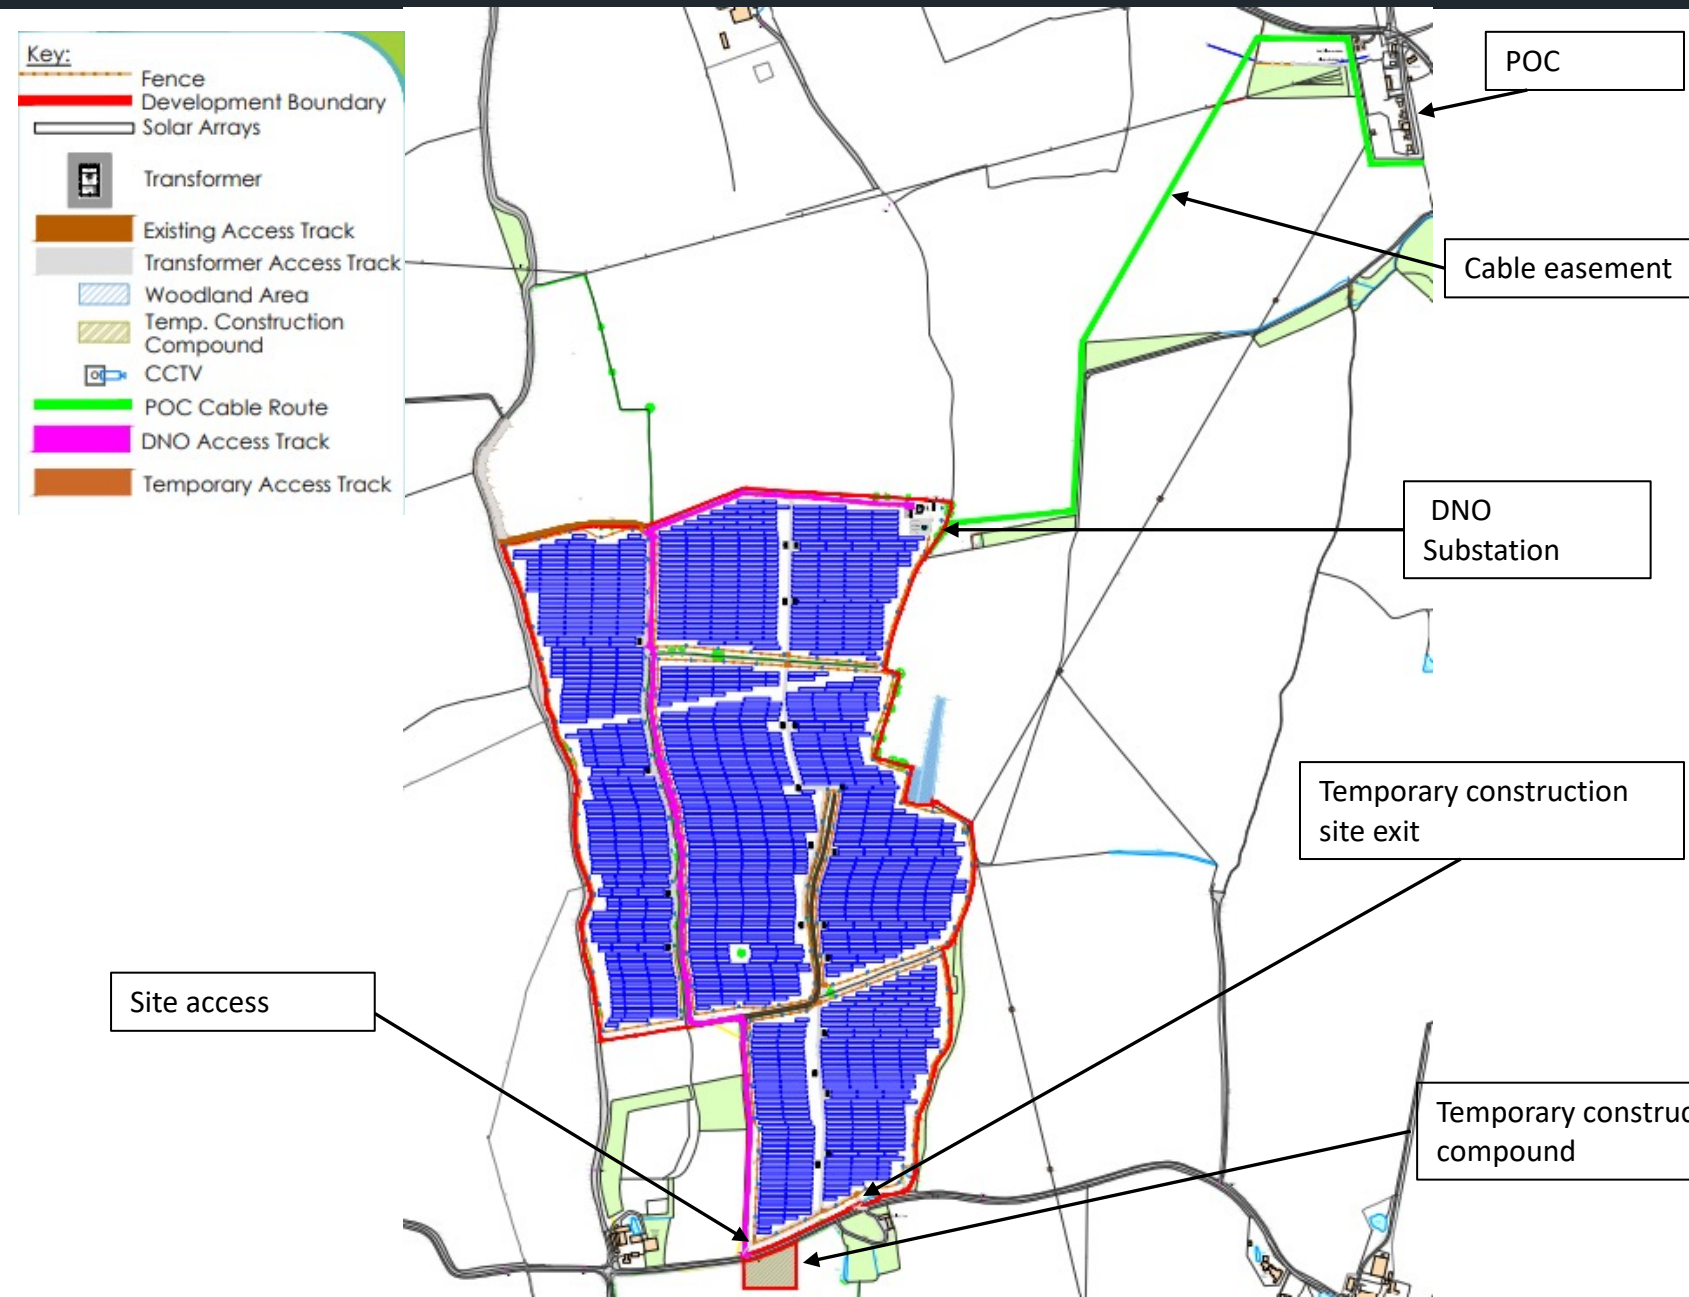 Key:
Fence
Development Boundary
Solar Arrays
Transformer
Existing Access Track
Transformer Access Track
Woodland Area
Temp. Construction
Compound
CCTV
POC Cable Route
DNO Access Track
Temporary Access Track
POC
Cable easement
DNO
Substation
Temporary construction
site exit
Site access
Temporary construc
compound